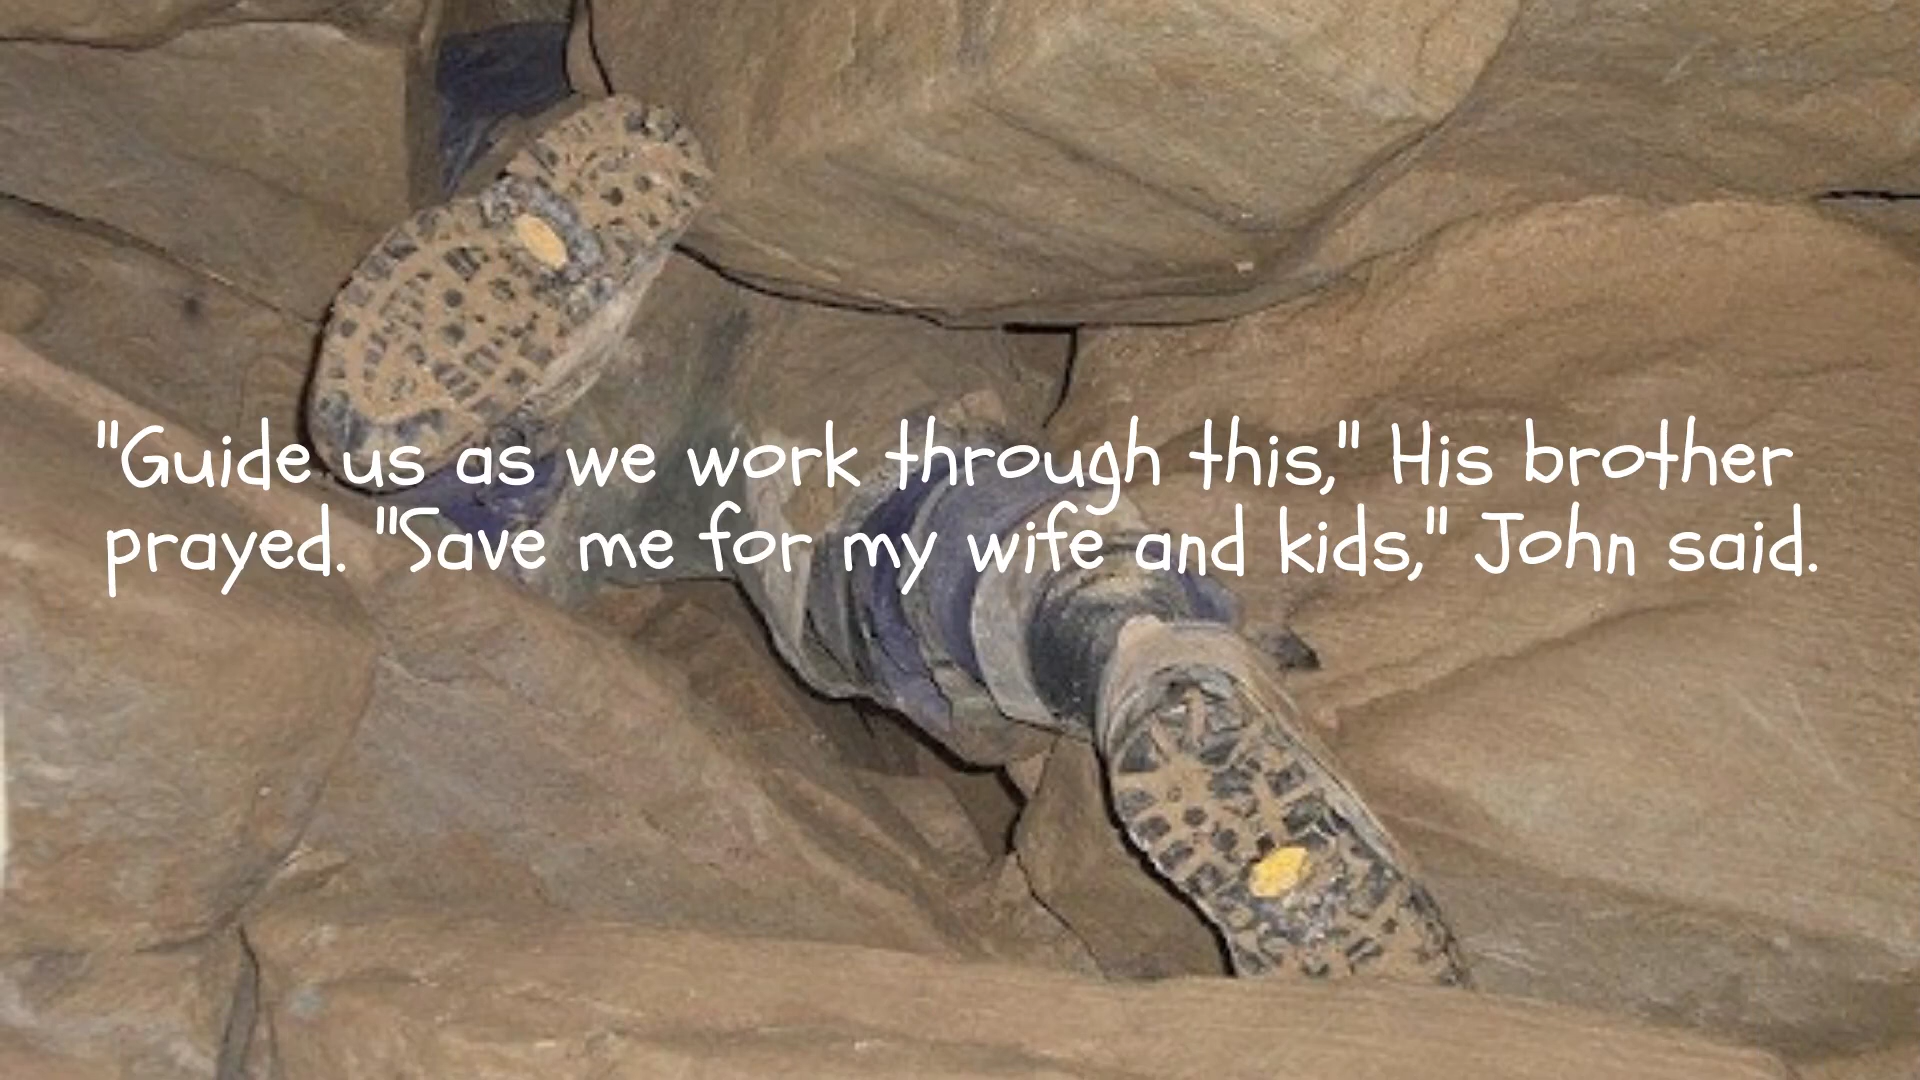 "Guide us as we work through this," His brother
prayed. "Save me for my wife and kids," John said.